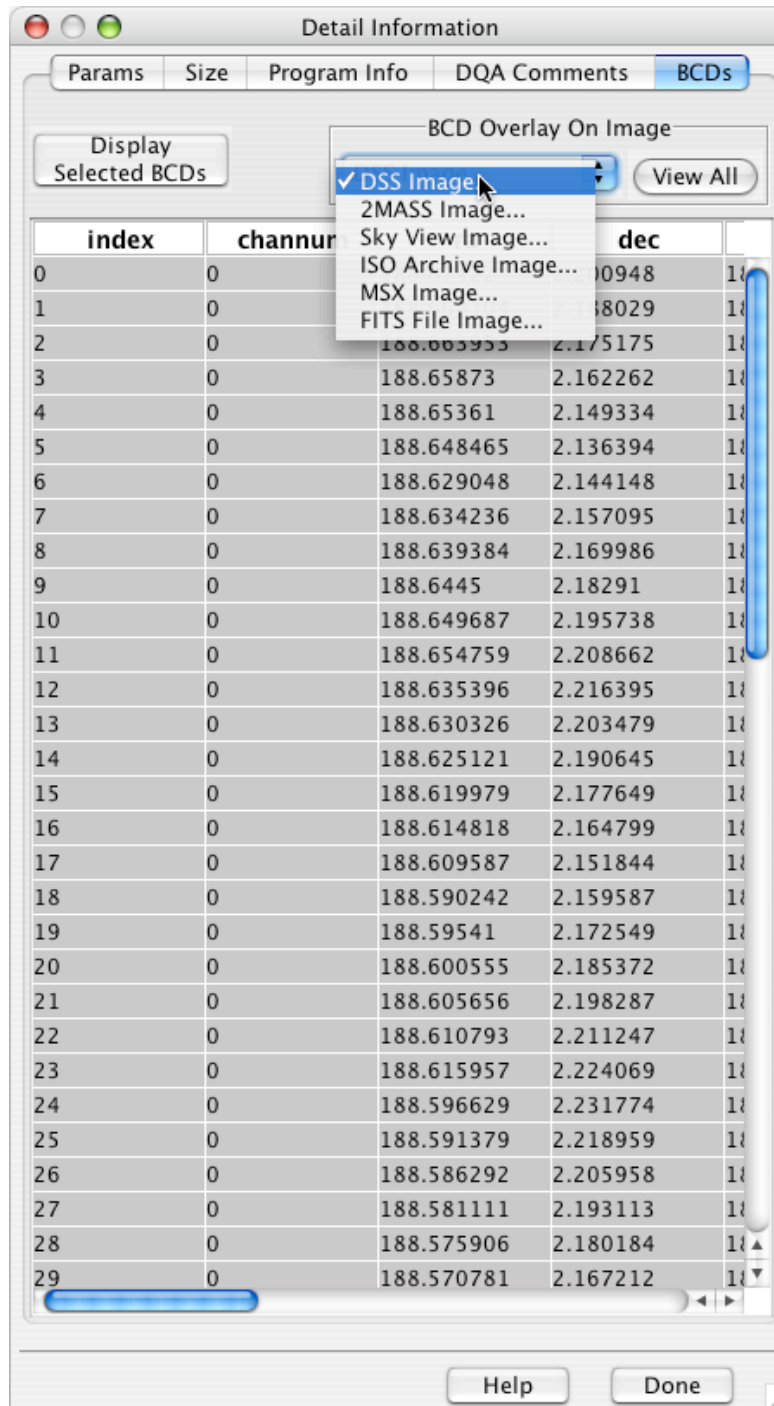 Detail Information
Params Size Program Info DQA Comments BCDs
BCD Overlay On Image
Display
Selected BCDs
View All
DSS Image
2MASS Image...
Sky View Image...
ISO Archive Image...
MSX Image...
FITS File Image...
index dec
0 0
1 0
2 0 188.663953 2.175175
3 0 188.65873 2.162262
4 0 188.65361 2.149334
5 0 188.648465 2.136394
6 0 188.629048 2.144148
7 0 188.634236 2.157095
8 0 188.639384 2.169986
9 0 188.6445 2.18291
10 0 188.649687 2.195738
11 0 188.654759 2.208662
12 0 188.635396 2.216395
13 0 188.630326 2.203479
14 0 188.625121 2.190645
15 0 188.619979 2.177649
16 0 188.614818 2.164799
17 0 188.609587 2.151844
18 0 188.590242 2.159587
19 0 188.59541 2.172549
20 0 188.600555 2.185372
21 0 188.605656 2.198287
22 0 188.610793 2.211247
23 0 188.615957 2.224069
24 0 188.596629 2.231774
25 0 188.591379 2.218959
26 0 188.586292 2.205958
27 0 188.581111 2.193113
28 0 188.575906 2.180184
29 0 188.570781 2.167212
Help Done